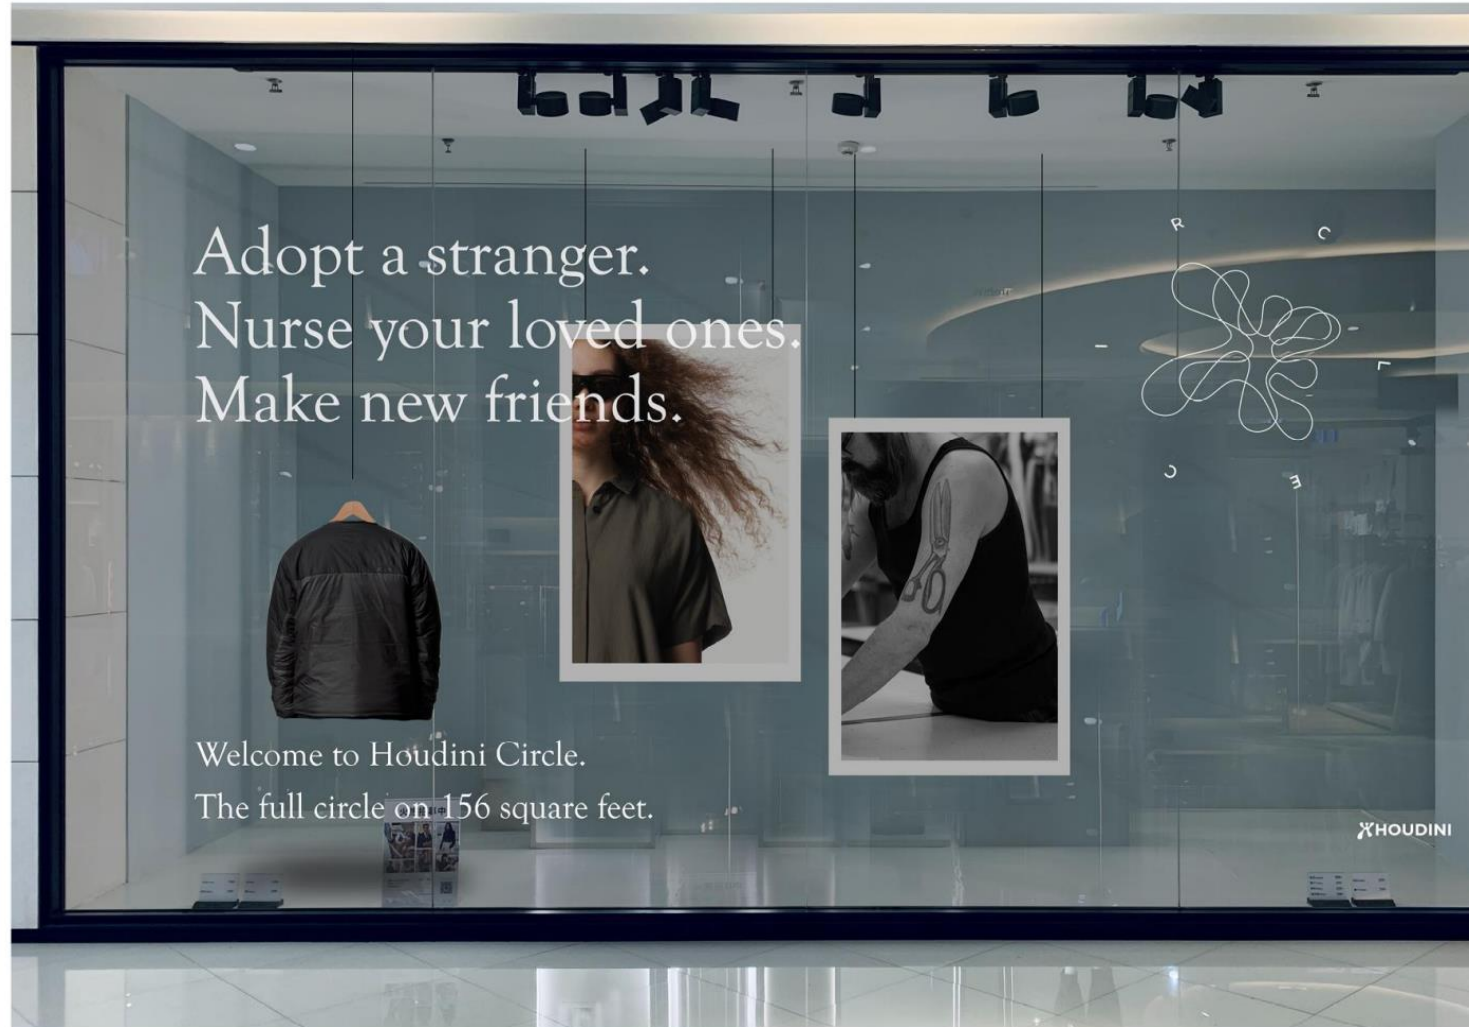 Adopt a stranger.
Nurse your loved ones.
Make new friends.
C I R C L E
Welcome to Houdini Circle.
The full circle on 156 square feet.
HOUDINI